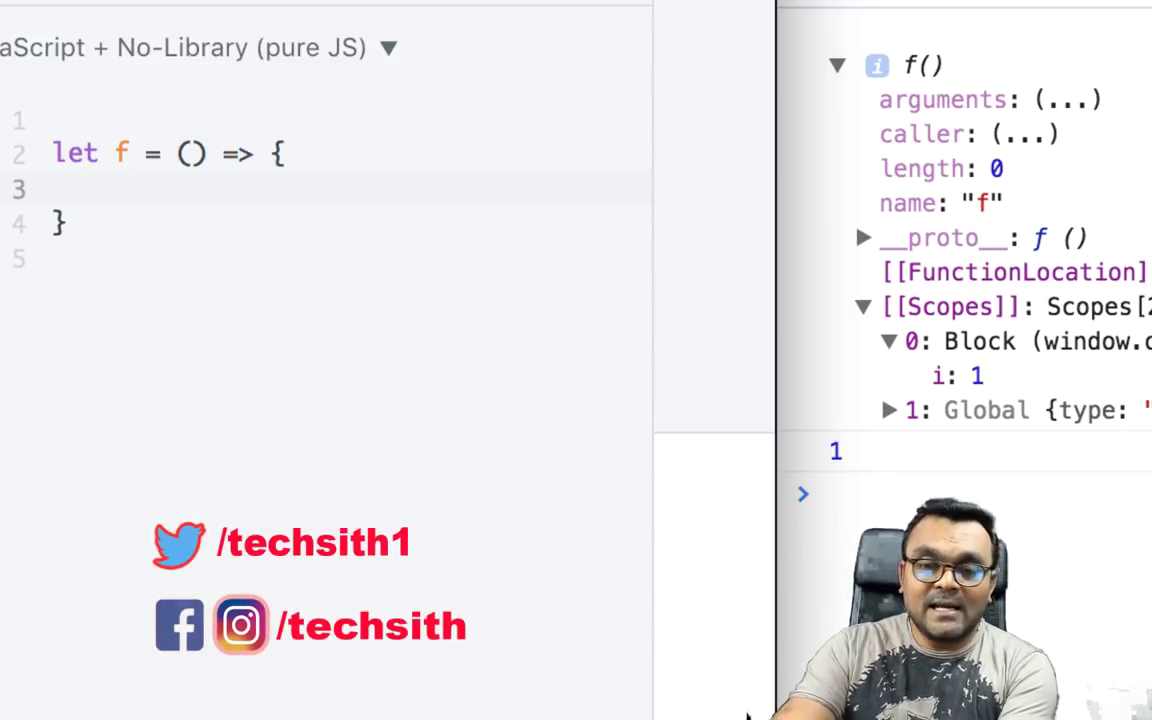 aScript + No-Library (pure JS) ▼
1
2 let f = () => {
3
4 }
5
/techsith1
/techsith
▼ i f()
arguments: (...)
caller: (...)
length: 0
name: "f"
▶ __proto__: ƒ ()
[[FunctionLocation]
▼ [[Scopes]]: Scopes[2
▼ 0: Block (window.
i: 1
▶ 1: Global {type: "
1
>